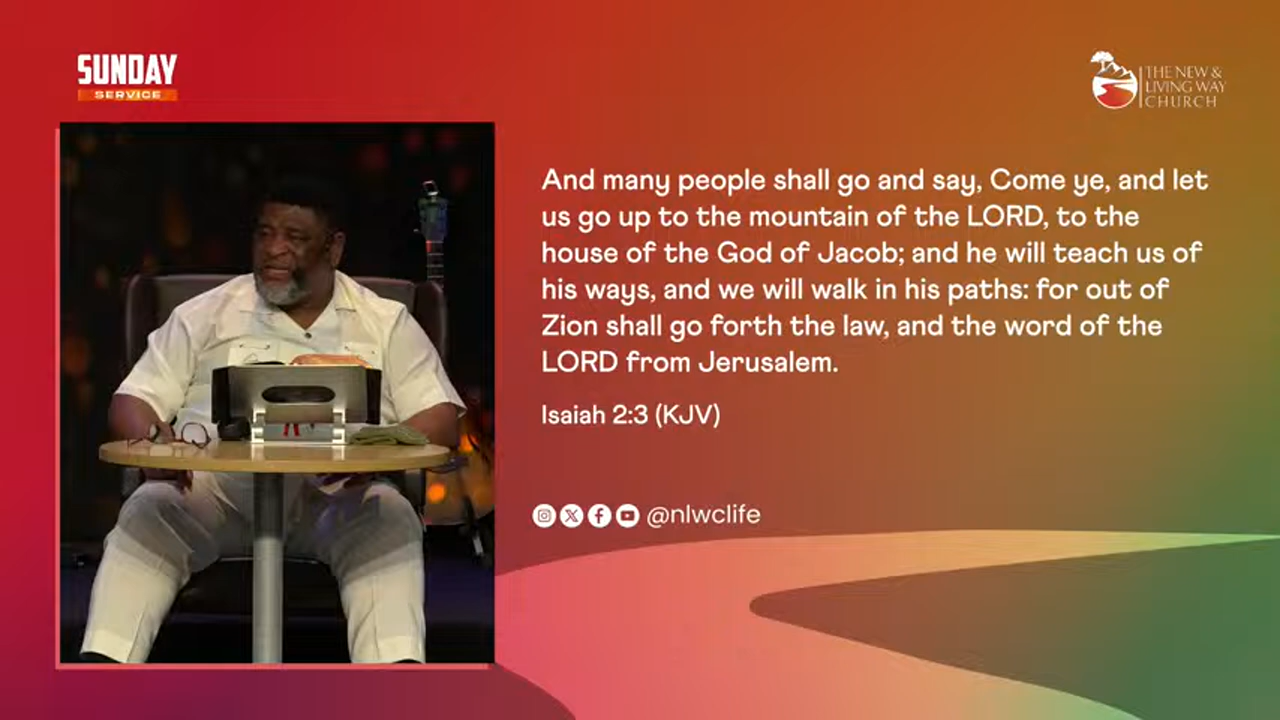 SUNDAY
SERVICE
THE NEW &
LIVING WAY
CHURCH
And many people shall go and say, Come ye, and let
us go up to the mountain of the LORD, to the
house of the God of Jacob; and he will teach us of
his ways, and we will walk in his paths: for out of
Zion shall go forth the law, and the word of the
LORD from Jerusalem.
Isaiah 2:3 (KJV)
@nlwclife